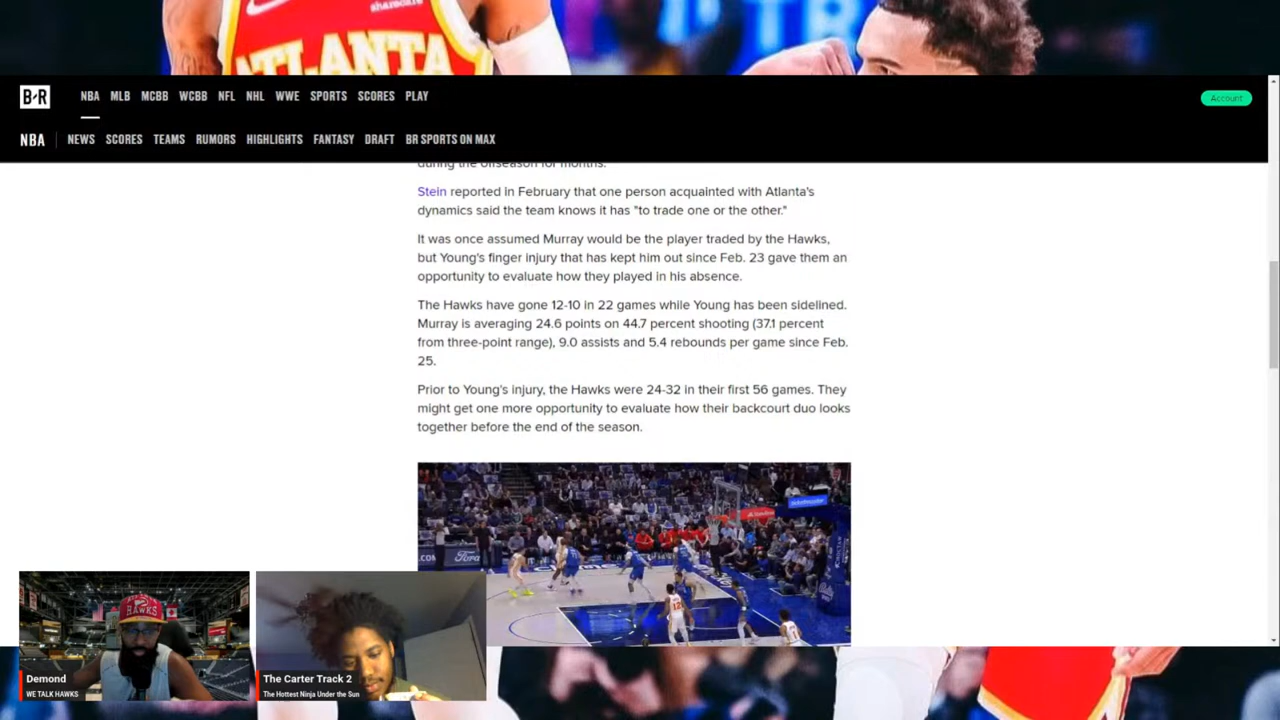 sharecare
ATLANTA
B/R
NBA MLB MCBB WCBB NFL NHL WWE SPORTS SCORES PLAY
Account
NBA NEWS SCORES TEAMS RUMORS HIGHLIGHTS FANTASY DRAFT BR SPORTS ON MAX
during the offseason for months.
Stein reported in February that one person acquainted with Atlanta's
dynamics said the team knows it has "to trade one or the other."
It was once assumed Murray would be the player traded by the Hawks,
but Young's finger injury that has kept him out since Feb. 23 gave them an
opportunity to evaluate how they played in his absence.
The Hawks have gone 12-10 in 22 games while Young has been sidelined.
Murray is averaging 24.6 points on 44.7 percent shooting (37.1 percent
from three-point range), 9.0 assists and 5.4 rebounds per game since Feb.
25.
Prior to Young's injury, the Hawks were 24-32 in their first 56 games. They
might get one more opportunity to evaluate how their backcourt duo looks
together before the end of the season.
.COM
Ford
12
HAWKS
Demond
WE TALK HAWKS
The Carter Track 2
The Hottest Ninja Under the Sun